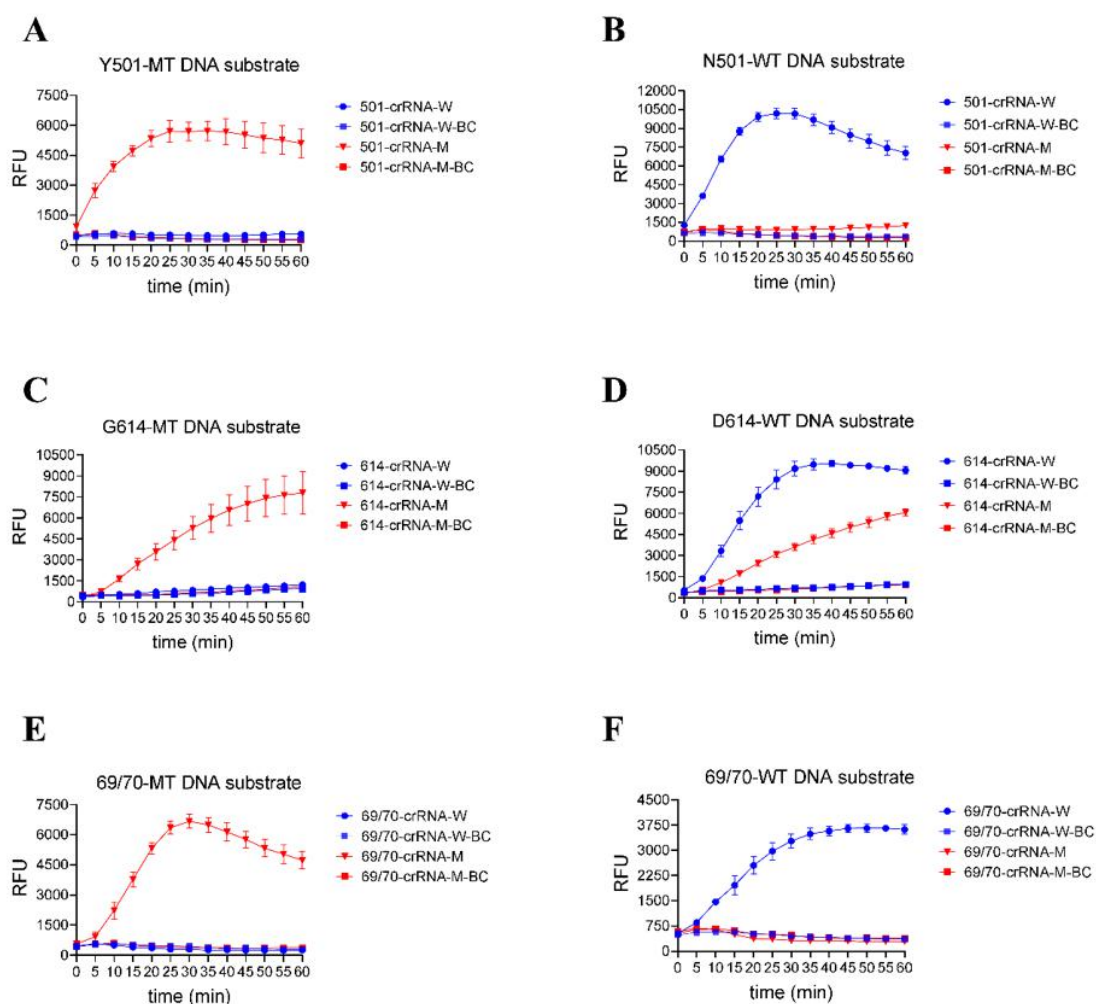 A
Y501-MT DNA substrate
7500
6000
4500
3000
1500
0
RFU
0 5 10 15 20 25 30 35 40 45 50 55 60
time (min)
501-crRNA-W
501-crRNA-W-BC
501-crRNA-M
501-crRNA-M-BC
B
N501-WT DNA substrate
12000
10500
9000
7500
6000
4500
3000
1500
0
RFU
0 5 10 15 20 25 30 35 40 45 50 55 60
time (min)
501-crRNA-W
501-crRNA-W-BC
501-crRNA-M
501-crRNA-M-BC
C
G614-MT DNA substrate
10500
9000
7500
6000
4500
3000
1500
0
RFU
0 5 10 15 20 25 30 35 40 45 50 55 60
time (min)
614-crRNA-W
614-crRNA-W-BC
614-crRNA-M
614-crRNA-M-BC
D
D614-WT DNA substrate
10500
9000
7500
6000
4500
3000
1500
0
RFU
0 5 10 15 20 25 30 35 40 45 50 55 60
time (min)
614-crRNA-W
614-crRNA-W-BC
614-crRNA-M
614-crRNA-M-BC
E
69/70-MT DNA substrate
7500
6000
4500
3000
1500
0
RFU
0 5 10 15 20 25 30 35 40 45 50 55 60
time (min)
69/70-crRNA-W
69/70-crRNA-W-BC
69/70-crRNA-M
69/70-crRNA-M-BC
F
69/70-WT DNA substrate
4500
3750
3000
2250
1500
750
0
RFU
0 5 10 15 20 25 30 35 40 45 50 55 60
time (min)
69/70-crRNA-W
69/70-crRNA-W-BC
69/70-crRNA-M
69/70-crRNA-M-BC